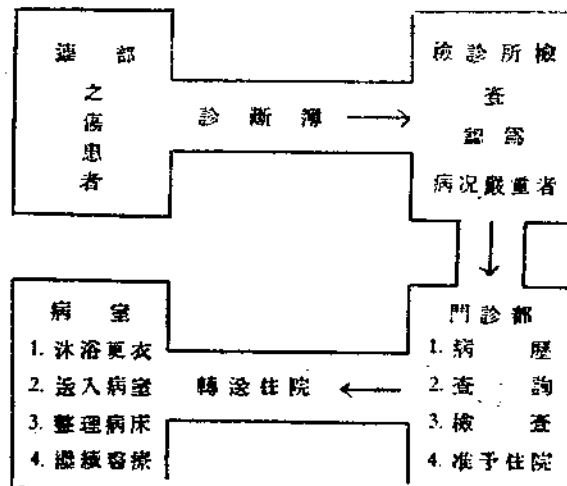 連部
之傷患者
診斷簿
檢診所檢
查
認為
病况嚴重者
門診部
1. 病歷
2. 查詢
3. 檢查
4. 准予住院
轉送住院
病室
1. 沐浴更衣
2. 送入病室
3. 整理病床
4. 繼續醫療